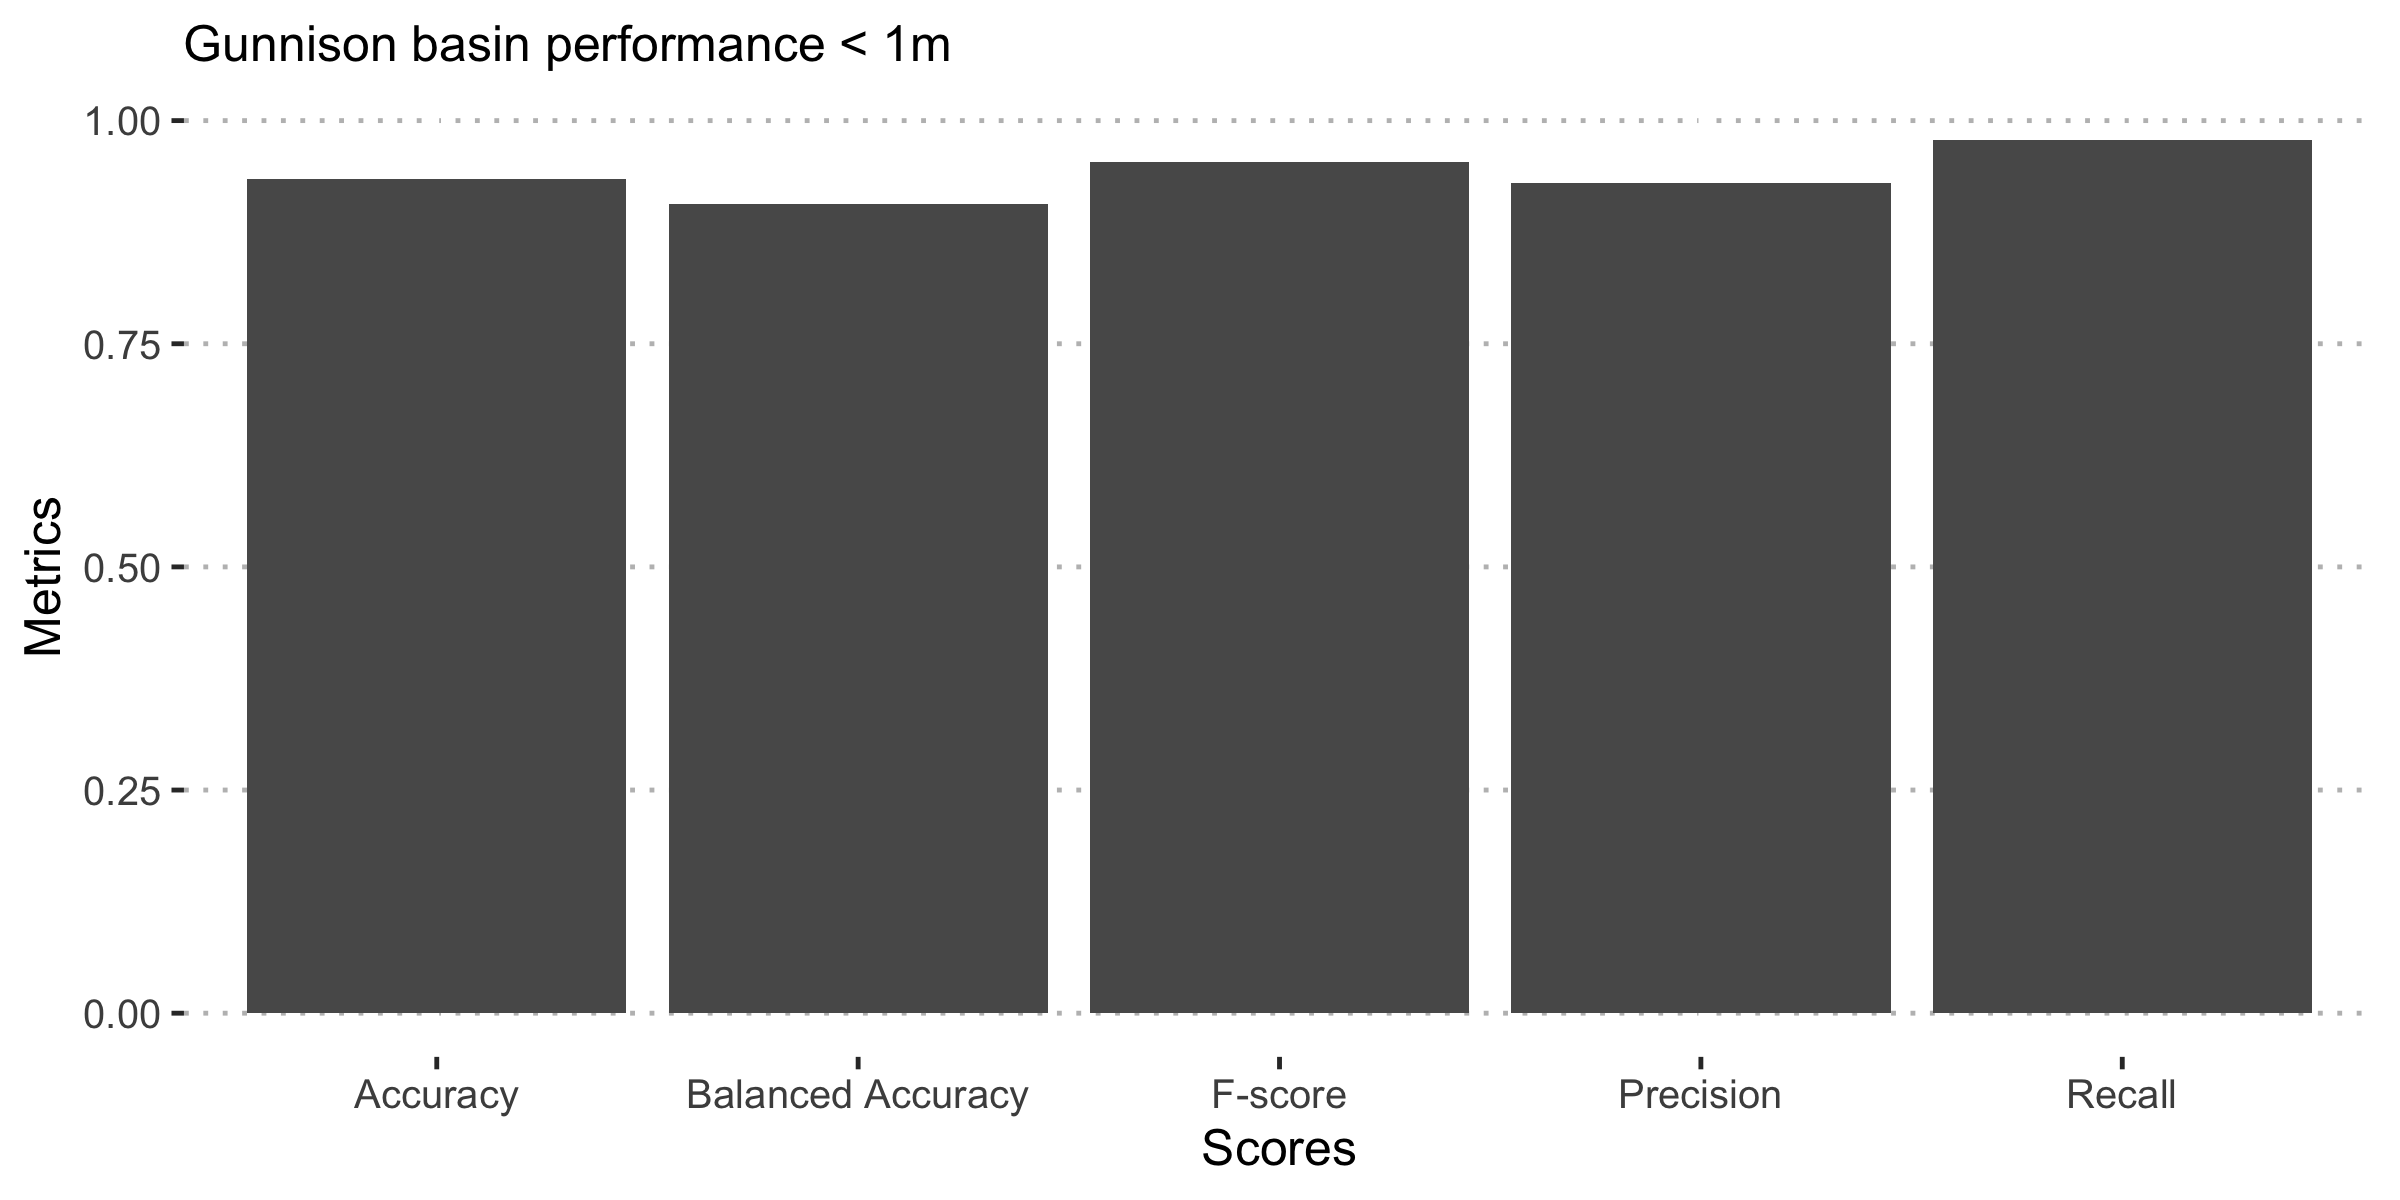 Gunnison basin performance < 1m
1.00
0.75
0.50
0.25
0.00
Metrics
Accuracy Balanced Accuracy F-score Precision Recall
Scores